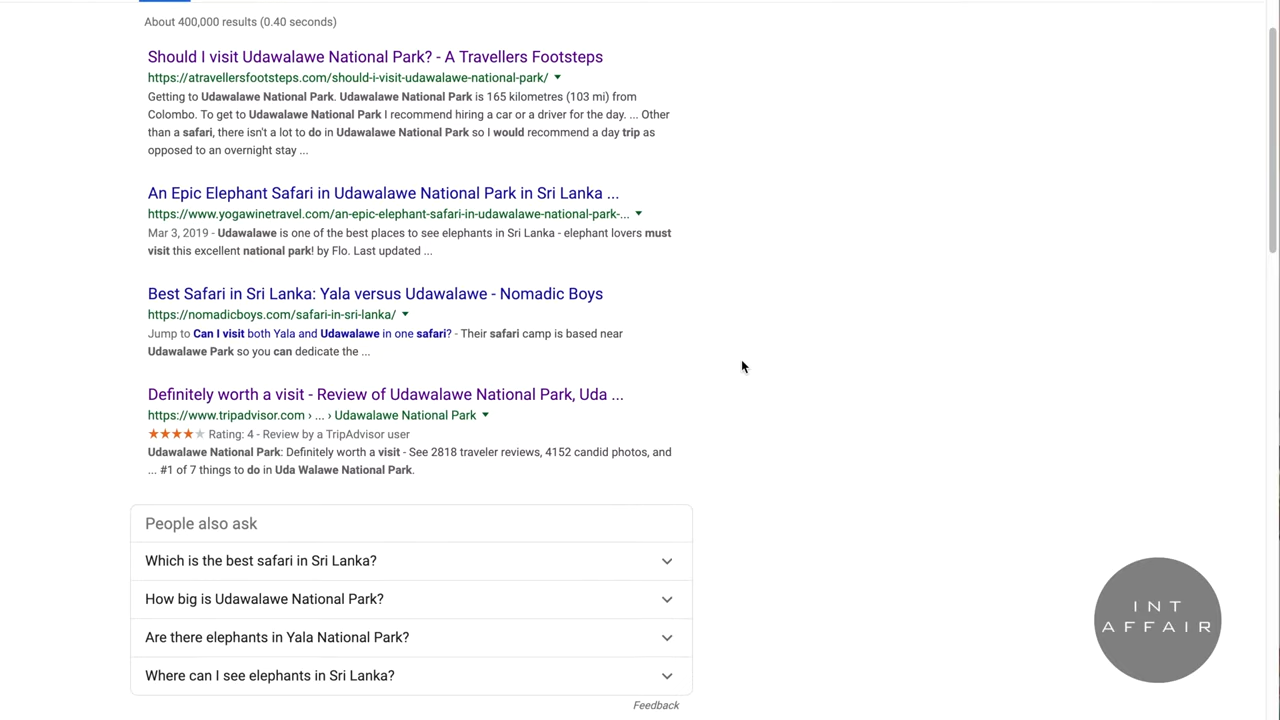 About 400,000 results (0.40 seconds)
Should I visit Udawalawe National Park? - A Travellers Footsteps
https://atravellersfootsteps.com/should-i-visit-udawalawe-national-park/
Getting to Udawalawe National Park. Udawalawe National Park is 165 kilometres (103 mi) from
Colombo. To get to Udawalawe National Park I recommend hiring a car or a driver for the day. ... Other
than a safari, there isn't a lot to do in Udawalawe National Park so I would recommend a day trip as
opposed to an overnight stay ...
An Epic Elephant Safari in Udawalawe National Park in Sri Lanka ...
https://www.yogawinetravel.com/an-epic-elephant-safari-in-udawalawe-national-park-...
Mar 3, 2019 - Udawalawe is one of the best places to see elephants in Sri Lanka - elephant lovers must
visit this excellent national park! by Flo. Last updated ...
Best Safari in Sri Lanka: Yala versus Udawalawe - Nomadic Boys
https://nomadicboys.com/safari-in-sri-lanka/
Jump to Can I visit both Yala and Udawalawe in one safari? - Their safari camp is based near
Udawalawe Park so you can dedicate the ...
Definitely worth a visit - Review of Udawalawe National Park, Uda ...
https://www.tripadvisor.com › ... › Udawalawe National Park
Rating: 4 - Review by a TripAdvisor user
Udawalawe National Park: Definitely worth a visit - See 2818 traveler reviews, 4152 candid photos, and
... #1 of 7 things to do in Uda Walawe National Park.
People also ask
Which is the best safari in Sri Lanka?
How big is Udawalawe National Park?
Are there elephants in Yala National Park?
Where can I see elephants in Sri Lanka?
Feedback
INT
AFFAIR